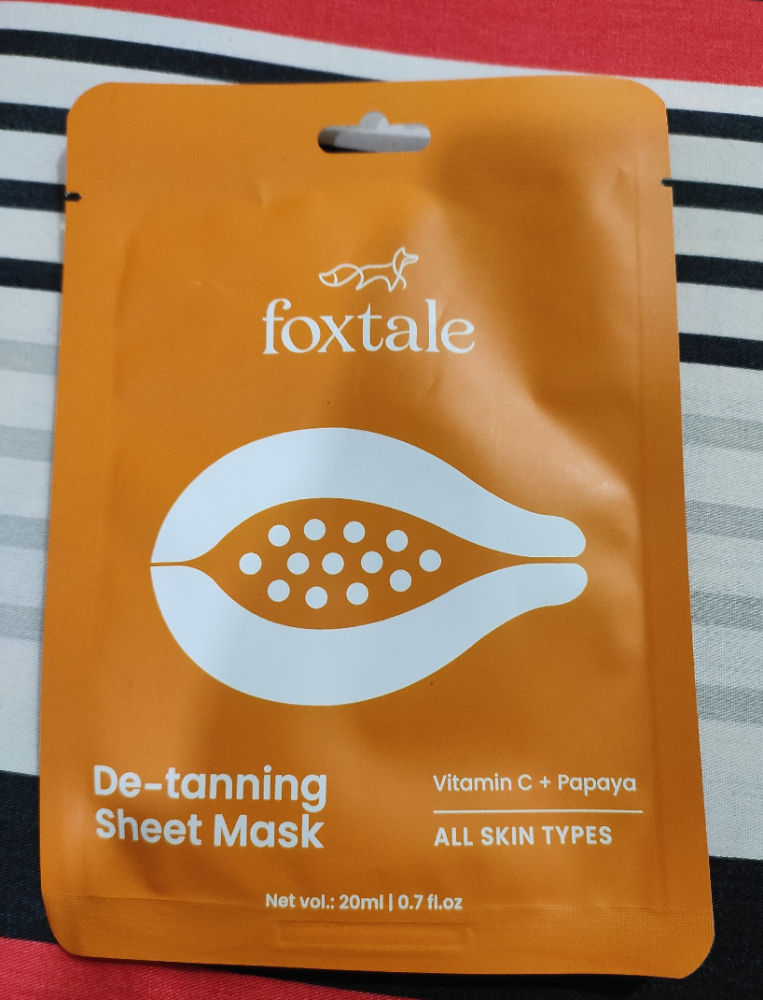 foxtale
De-tanning
Sheet Mask
Vitamin C + Papaya
ALL SKIN TYPES
Net vol.: 20ml | 0.7 fl.oz